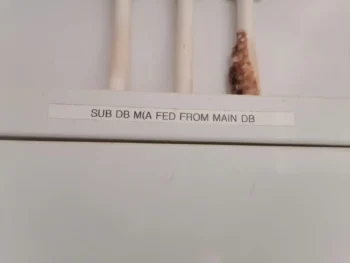 SUB DB M(A FED FROM MAIN DB